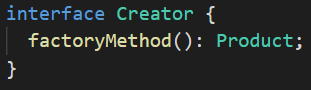 interface Creator {
  factoryMethod(): Product;
}